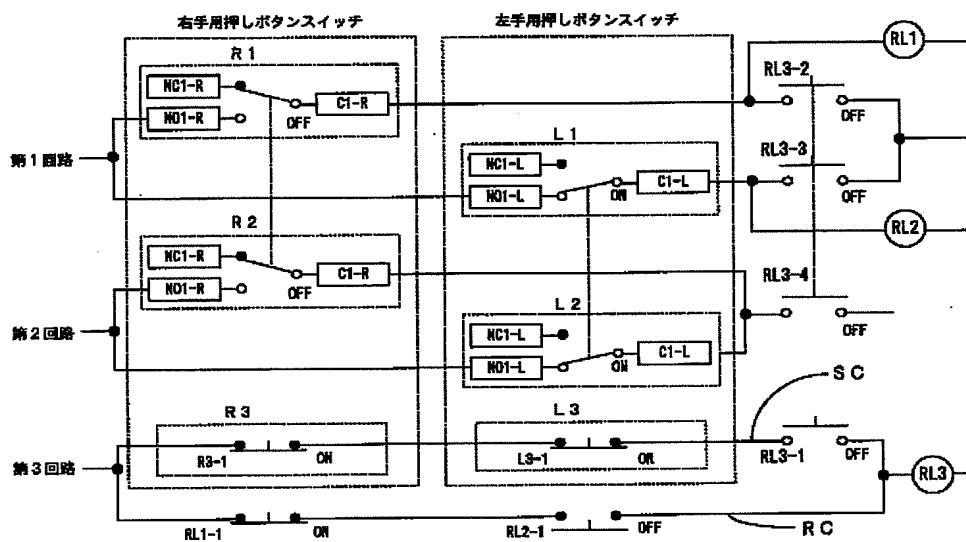 右手用押しボタンスイッチ
左手用押しボタンスイッチ
R1
NC1-R
NO1-R
OFF
C1-R
RL1
RL3-2
OFF
第1回路
L1
NC1-L
NO1-L
ON
C1-L
RL3-3
OFF
RL2
R2
NC1-R
NO1-R
OFF
C1-R
RL3-4
OFF
第2回路
L2
NC1-L
NO1-L
ON
C1-L
SC
R3
R3-1
ON
L3
L3-1
ON
RL3-1
OFF
第3回路
RL3
RL1-1
ON
RL2-1
OFF
RC